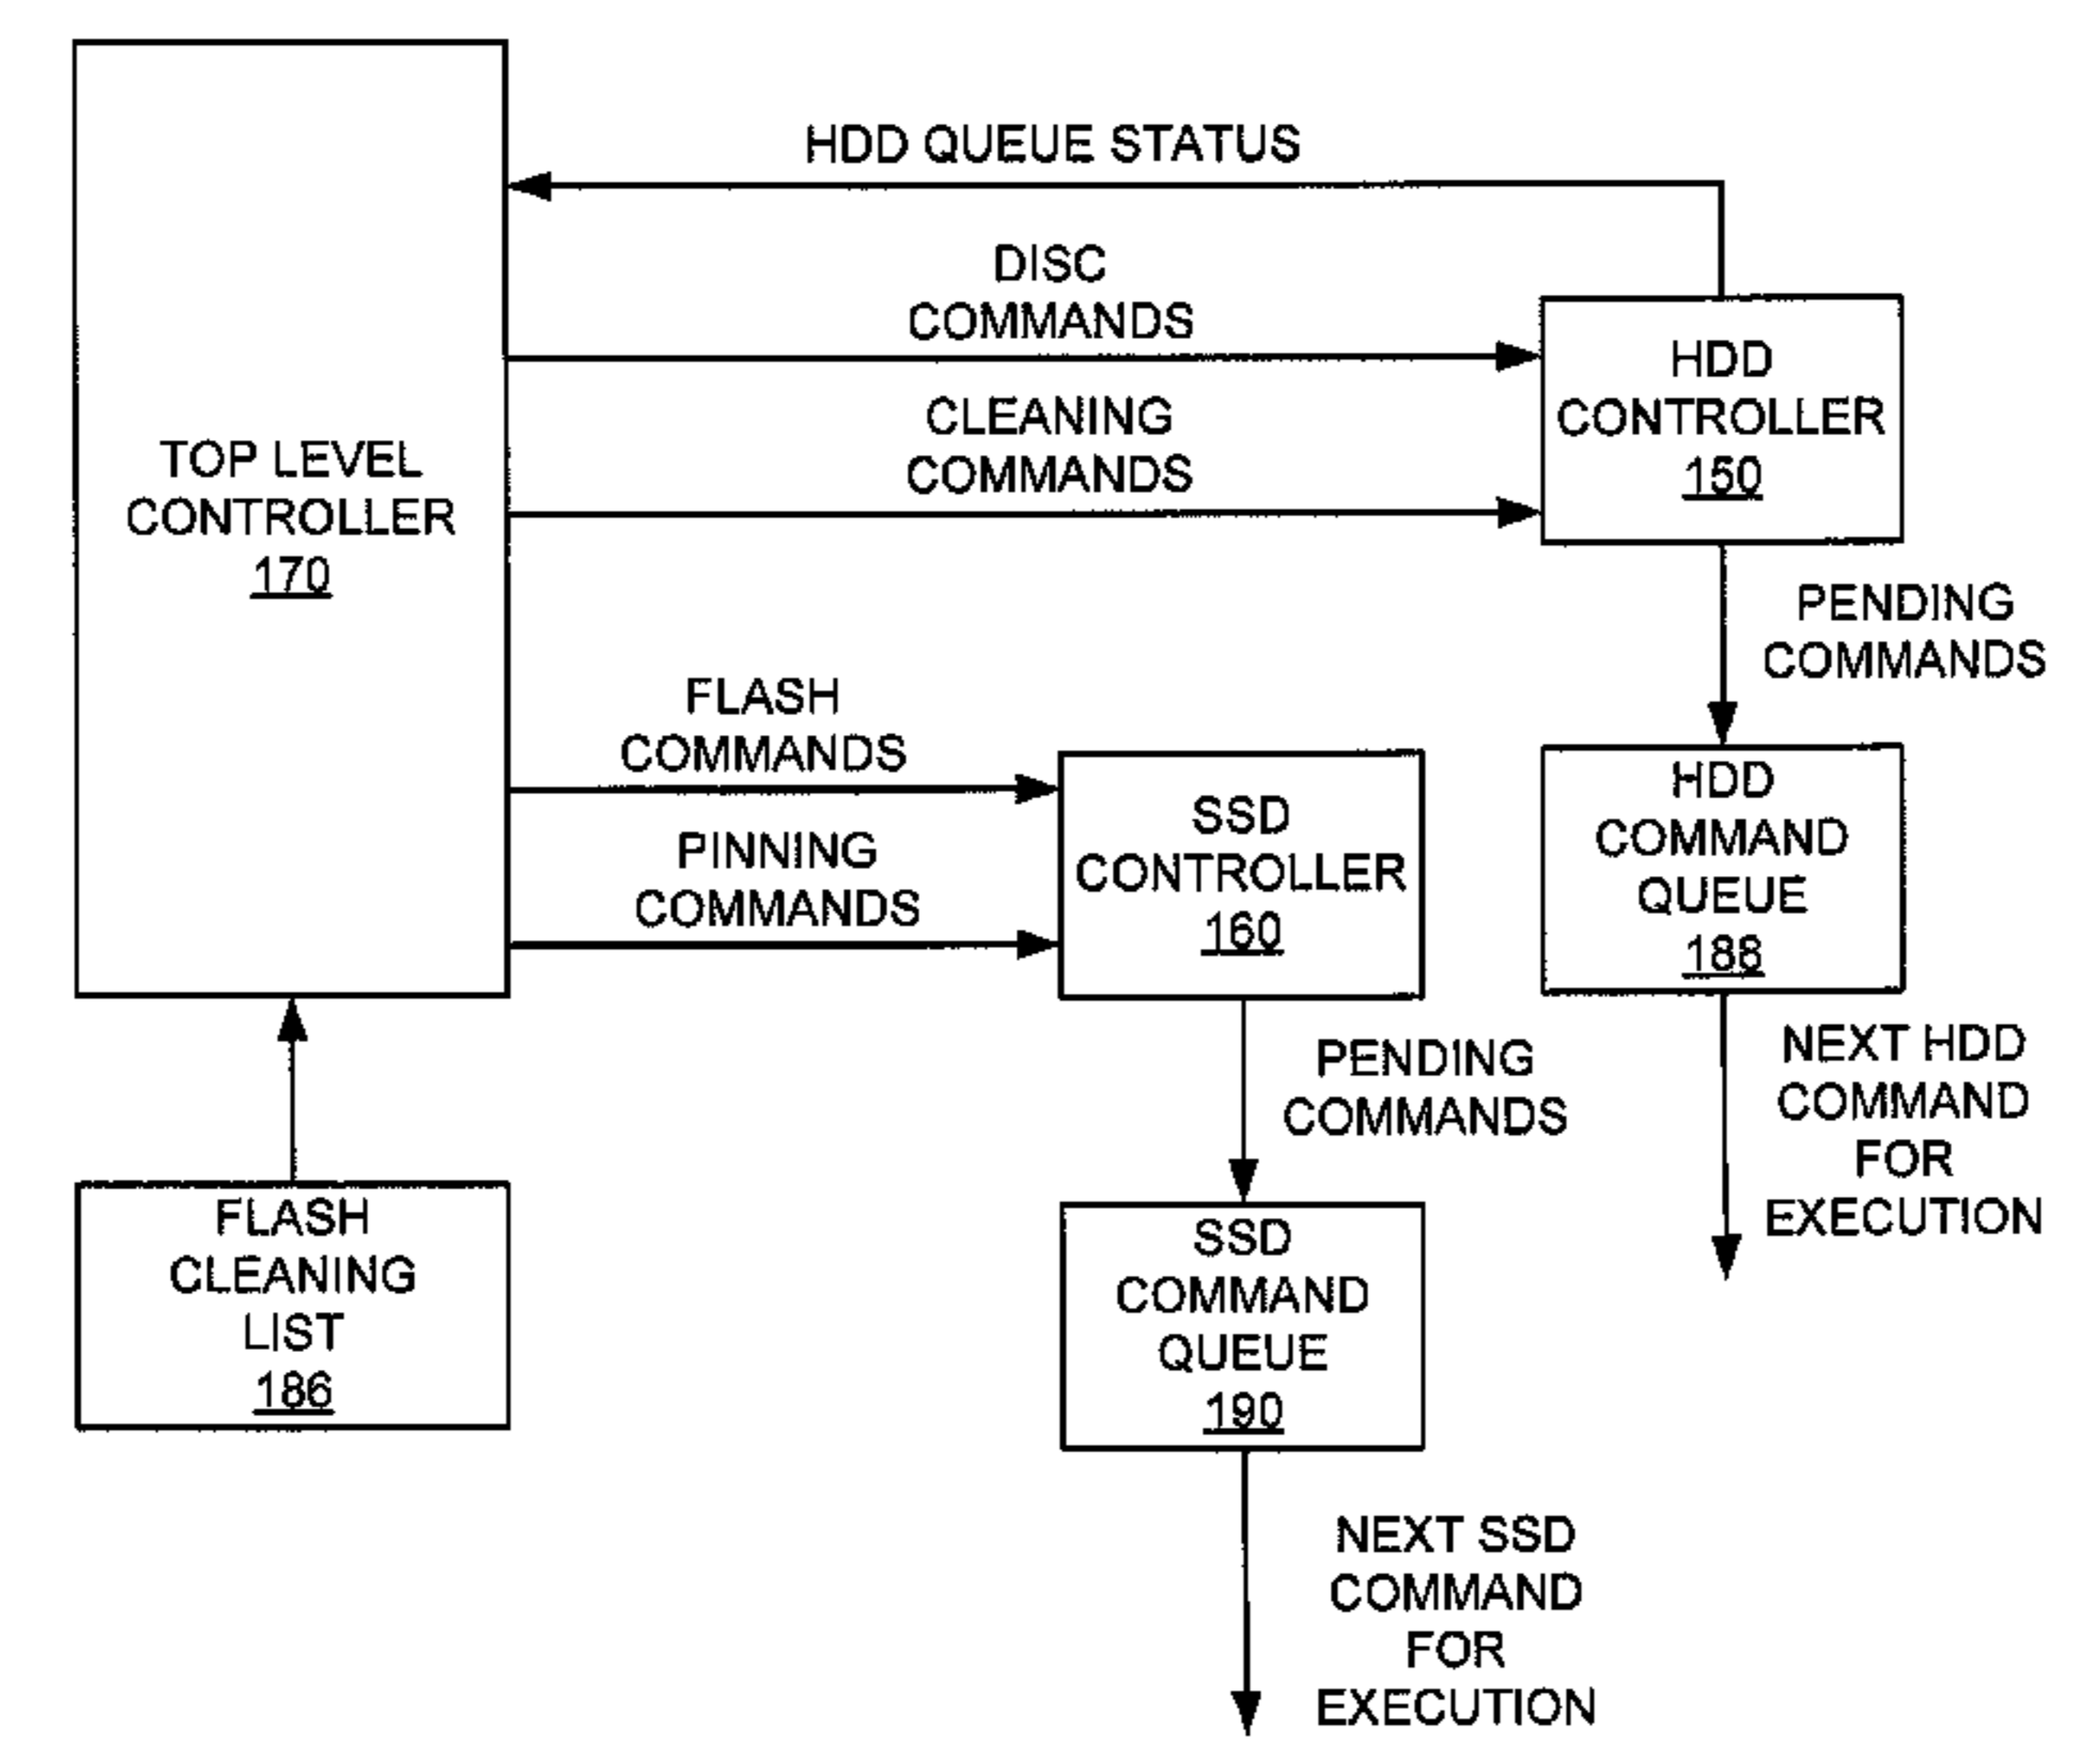 HDD QUEUE STATUS
DISC
COMMANDS
CLEANING
COMMANDS
HDD
CONTROLLER
150
TOP LEVEL
CONTROLLER
170
PENDING
COMMANDS
FLASH
COMMANDS
PINNING
COMMANDS
SSD
CONTROLLER
160
HDD
COMMAND
QUEUE
188
PENDING
COMMANDS
NEXT HDD
COMMAND
FOR
EXECUTION
FLASH
CLEANING
LIST
186
SSD
COMMAND
QUEUE
190
NEXT SSD
COMMAND
FOR
EXECUTION